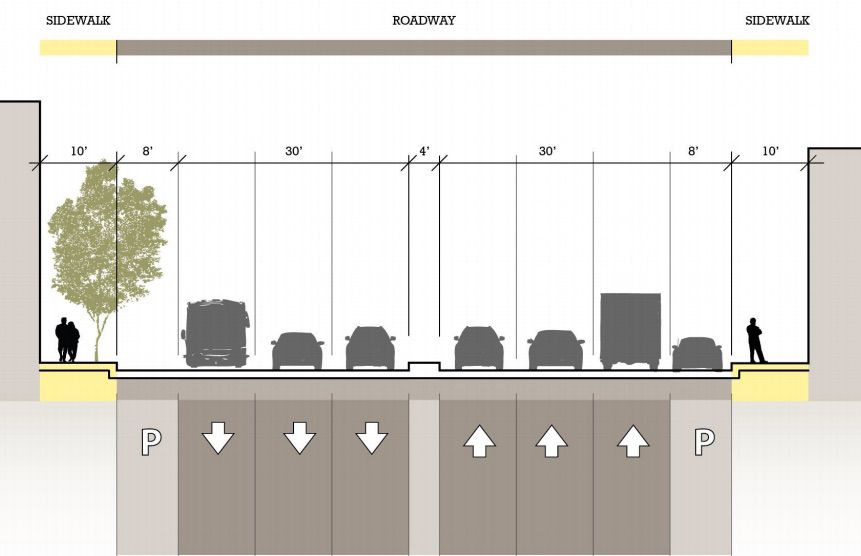 SIDEWALK ROADWAY SIDEWALK
10’ 8’ 30’ 4’ 30’ 8’ 10’
P P